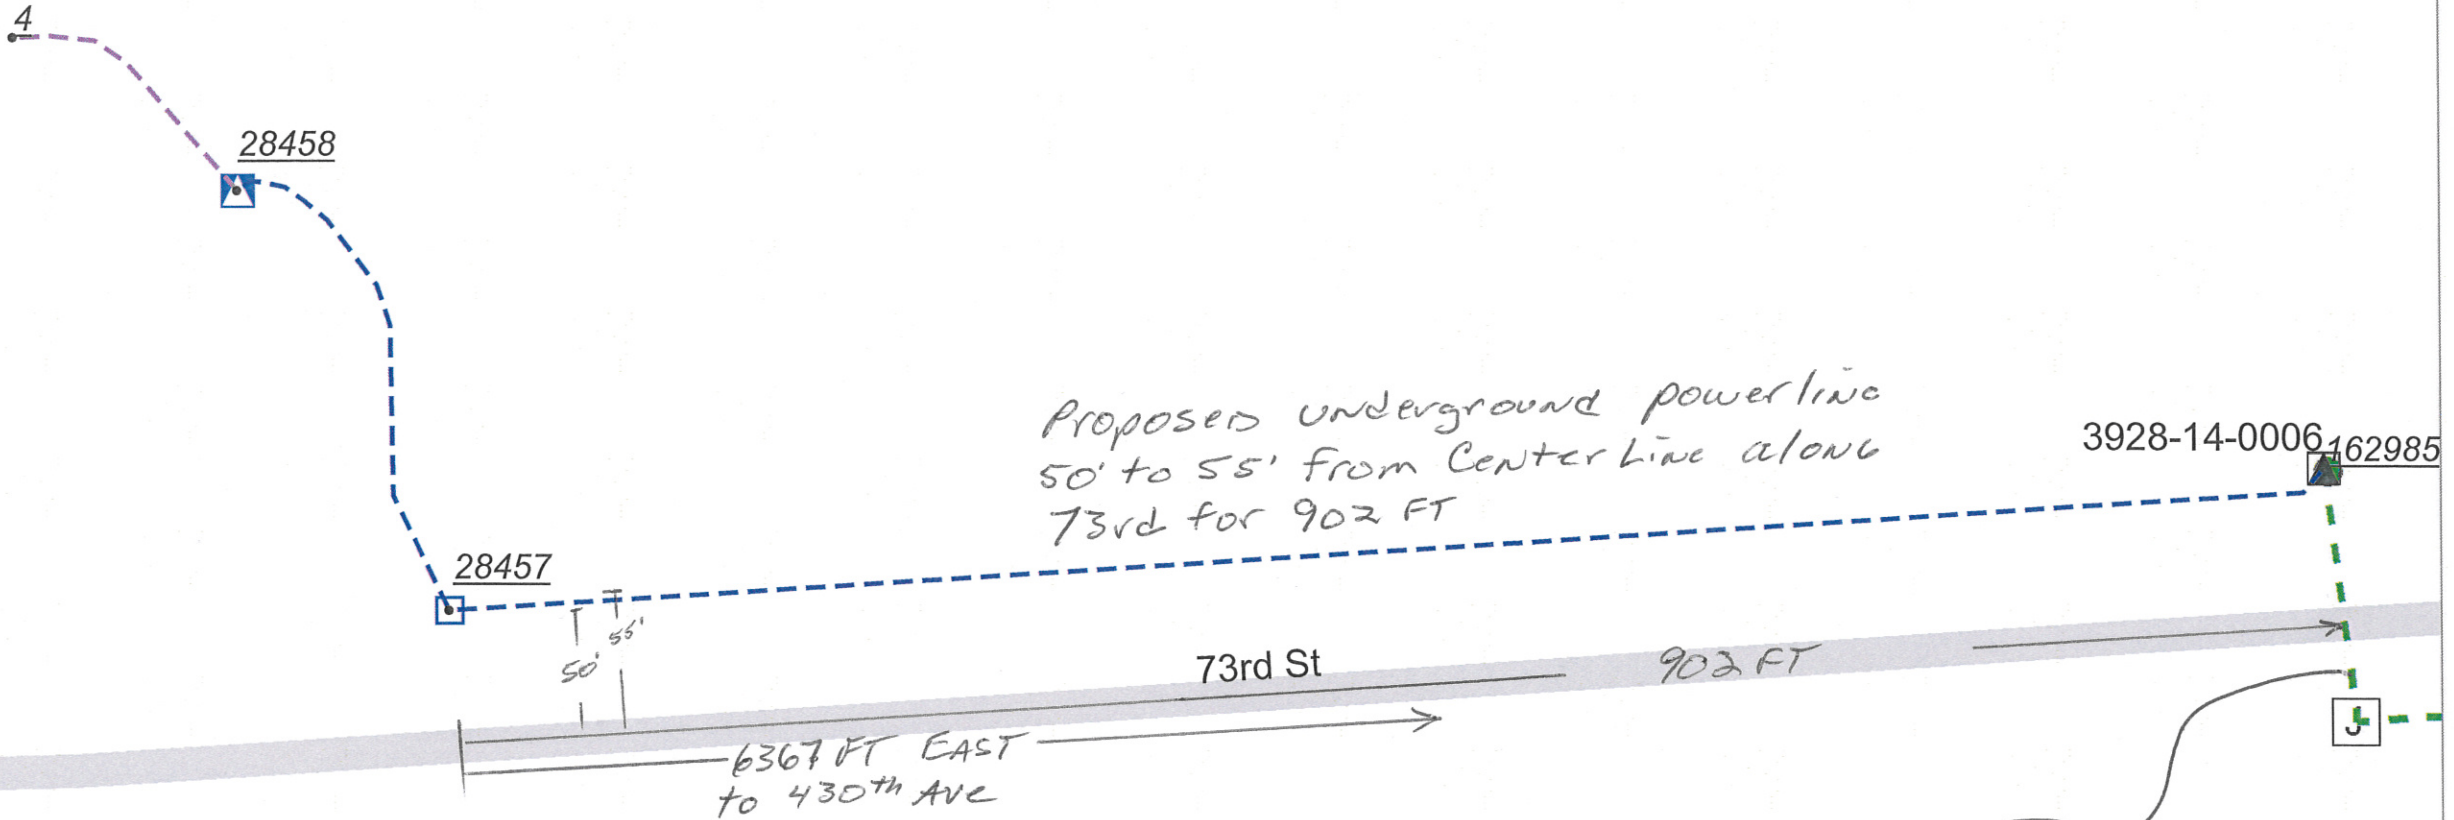 4
28458
Proposed underground powerline
50' to 55' from Center Line along
73rd for 902 FT
3928-14-0006
162985
28457
50'
55'
73rd St
902 FT
6367 FT EAST
to 430th Ave
J